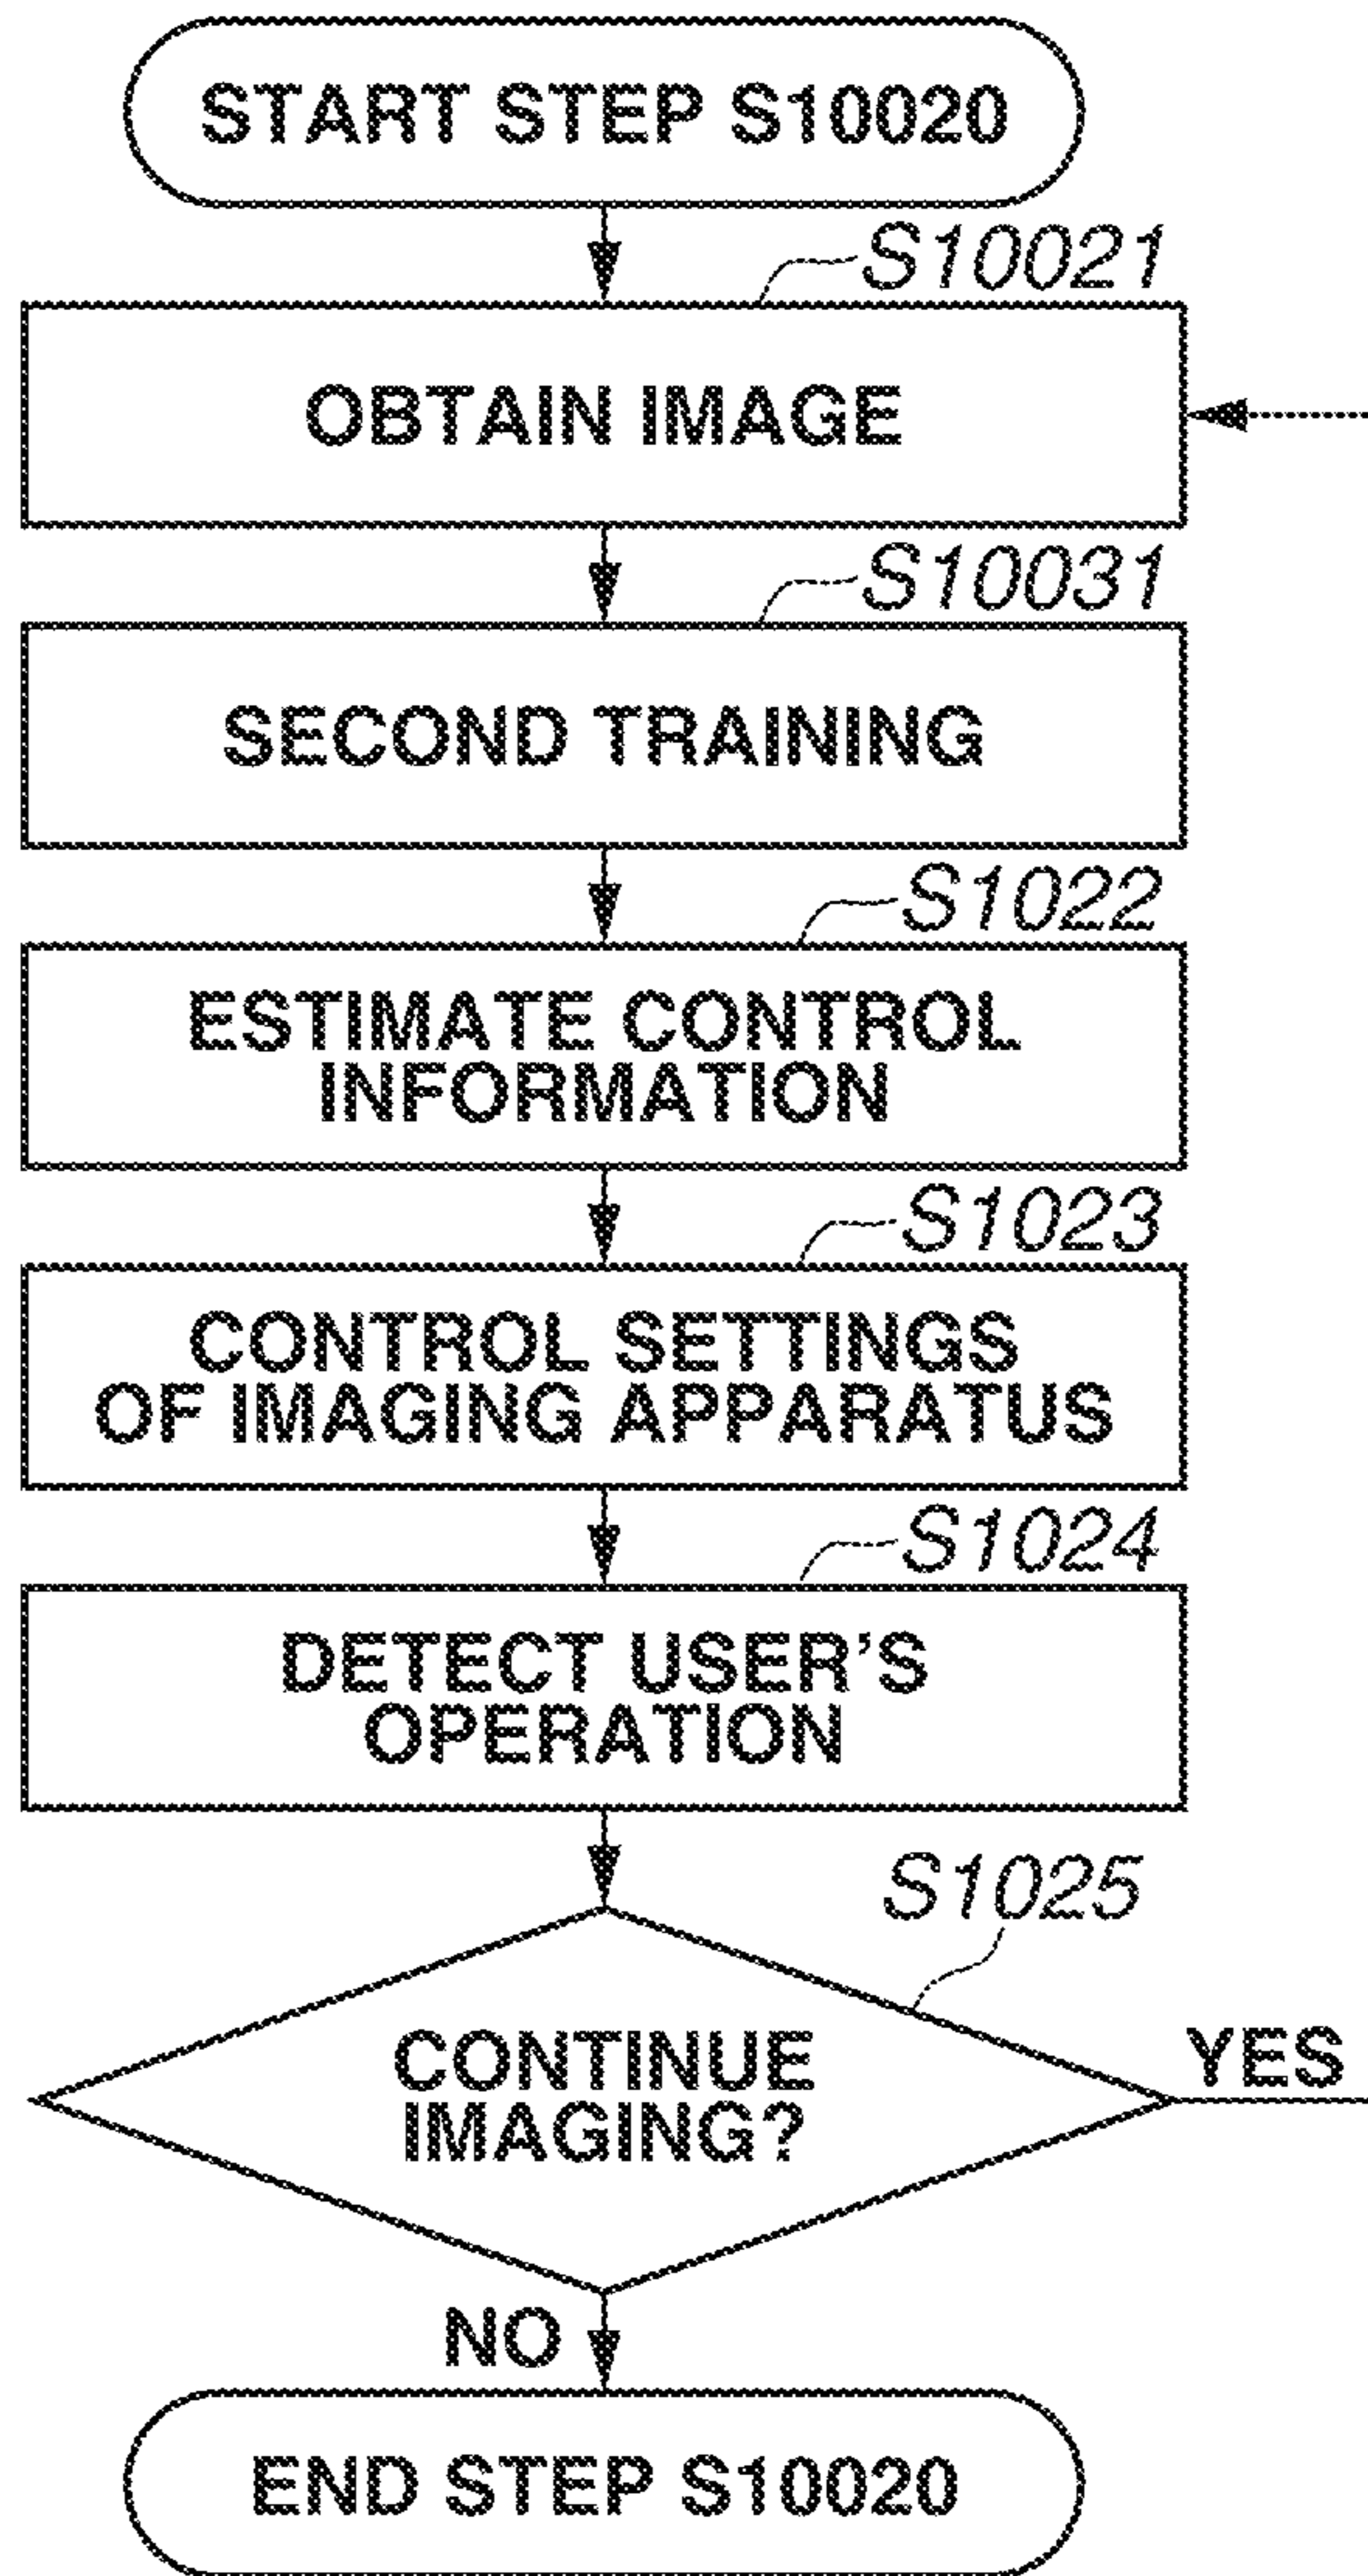 START STEP S10020
S10021
OBTAIN IMAGE
S10031
SECOND TRAINING
S1022
ESTIMATE CONTROL
INFORMATION
S1023
CONTROL SETTINGS
OF IMAGING APPARATUS
S1024
DETECT USER’S
OPERATION
S1025
CONTINUE
IMAGING?
YES
NO
END STEP S10020